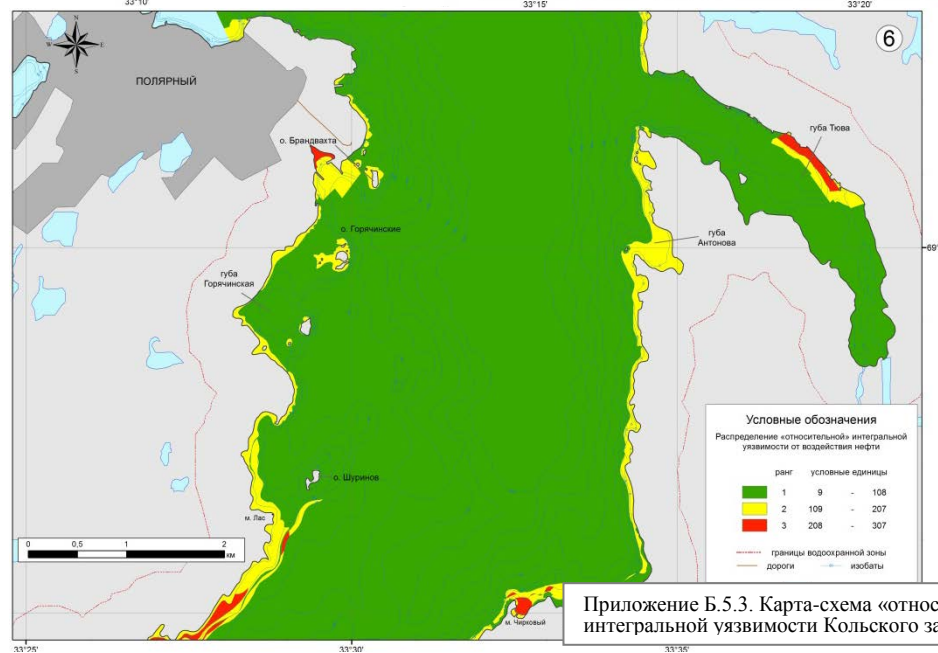 33°10'
33°15'
33°20'
N
W
E
S
6
ПОЛЯРНЫЙ
о. Брандвахта
губа Тюва
о. Горячинские
губа
Антонова
69°
губа
Горячинская
о. Шуринов
м. Лас
0 0,5 1 2
км
Условные обозначения
Распределение «относительной» интегральной
уязвимости от воздействия нефти
ранг условные единицы
1 9 - 108
2 109 - 207
3 208 - 307
границы водоохранной зоны
дороги изобаты
м. Чирковый
Приложение Б.5.3. Карта-схема «относ
интегральной уязвимости Кольского за
33°25'
33°30'
33°35'